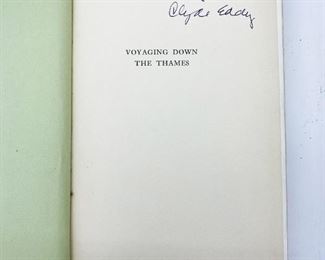 Clyde Eddy
VOYAGING DOWN
THE THAMES